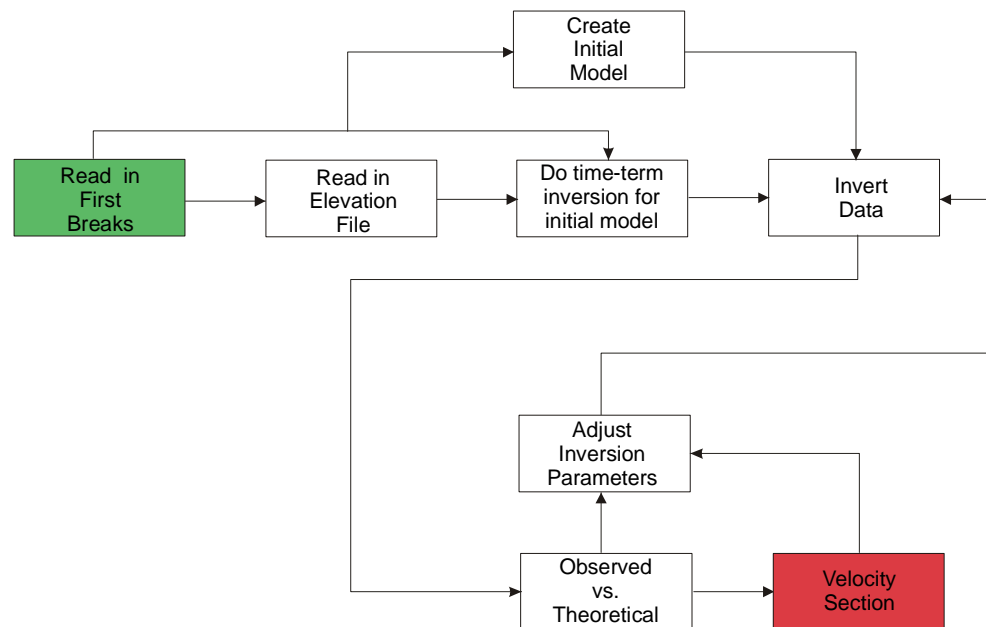 Create
Initial
Model
Read in
First
Breaks
Read in
Elevation
File
Do time-term
inversion for
initial model
Invert
Data
Adjust
Inversion
Parameters
Observed
vs.
Theoretical
Velocity
Section